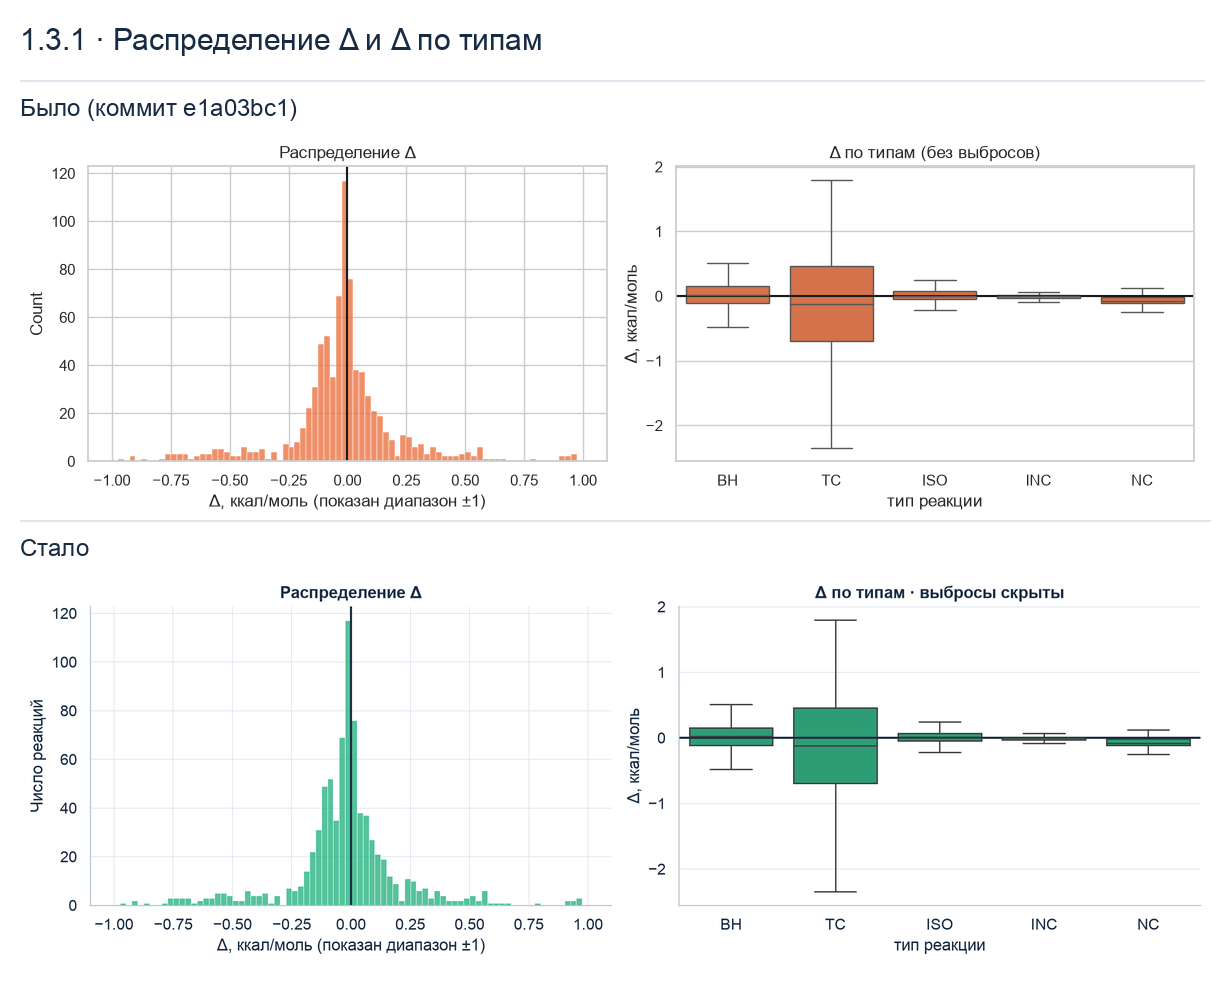 1.3.1 · Распределение Δ и Δ по типам
Было (коммит e1a03bc1)
Распределение Δ
Count
120
100
80
60
40
20
0
−1.00 −0.75 −0.50 −0.25 0.00 0.25 0.50 0.75 1.00
Δ, ккал/моль (показан диапазон ±1)
Δ по типам (без выбросов)
Δ, ккал/моль
2
1
0
−1
−2
BH TC ISO INC NC
тип реакции
Стало
Распределение Δ
Число реакций
120
100
80
60
40
20
0
−1.00 −0.75 −0.50 −0.25 0.00 0.25 0.50 0.75 1.00
Δ, ккал/моль (показан диапазон ±1)
Δ по типам · выбросы скрыты
Δ, ккал/моль
2
1
0
−1
−2
BH TC ISO INC NC
тип реакции